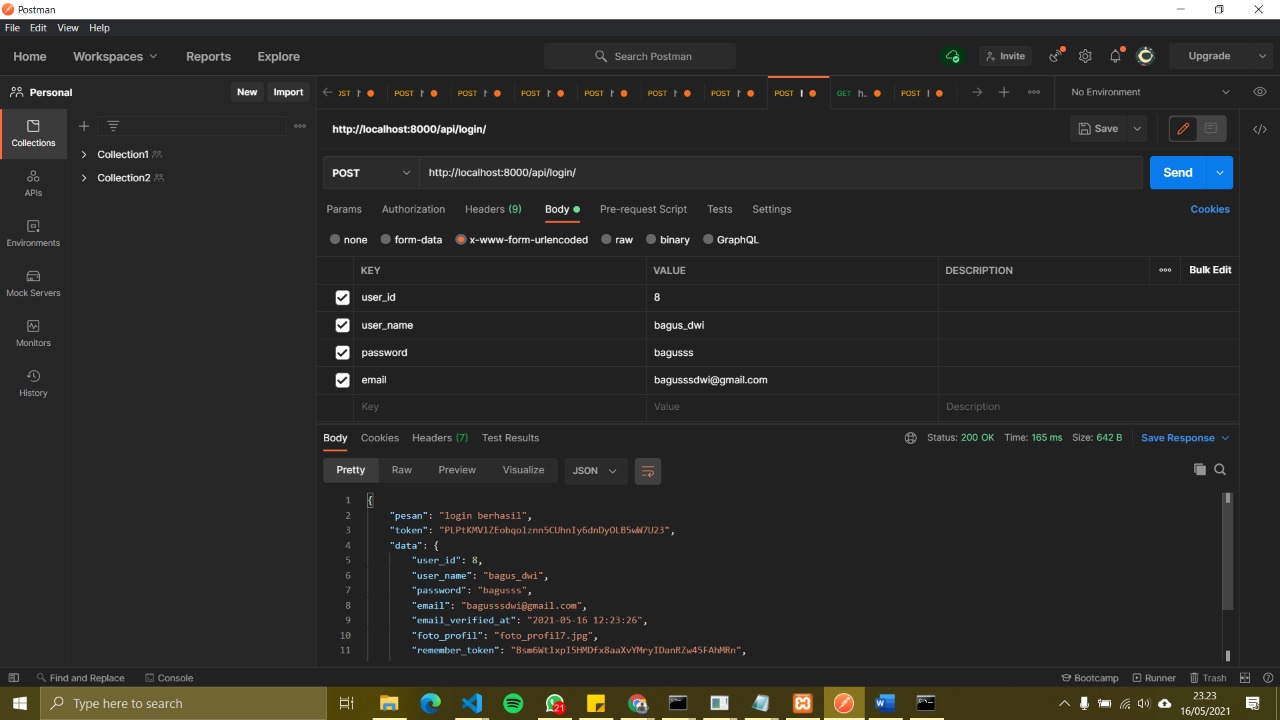 Postman
File Edit View Help
Home Workspaces Reports Explore Search Postman Invite Upgrade
Personal New Import OST POST POST POST POST POST POST POST GET h.. POST No Environment
Collections
APIs
Environments
Mock Servers
Monitors
History
Collection1
Collection2
http://localhost:8000/api/login/ Save
POST http://localhost:8000/api/login/ Send
Params Authorization Headers (9) Body Pre-request Script Tests Settings Cookies
none form-data x-www-form-urlencoded raw binary GraphQL
KEY VALUE DESCRIPTION Bulk Edit
user_id 8
user_name bagus_dwi
password bagusss
email bagusssdwi@gmail.com
Key Value Description
Body Cookies Headers (7) Test Results Status: 200 OK Time: 165 ms Size: 642 B Save Response
Pretty Raw Preview Visualize JSON
1 {
2 "pesan": "login berhasil",
3 "token":
4 "data": {
5 "user_id": 8,
6 "user_name": "bagus_dwi",
7 "password": "bagusss",
8 "email": "bagusssdwi@gmail.com",
9 "email_verified_at": "2021-05-16 12:23:26",
10 "foto_profil": "foto_profil7.jpg",
11 "remember_token":
Find and Replace Console Bootcamp Runner Trash
Type here to search 21 23.23
16/05/2021